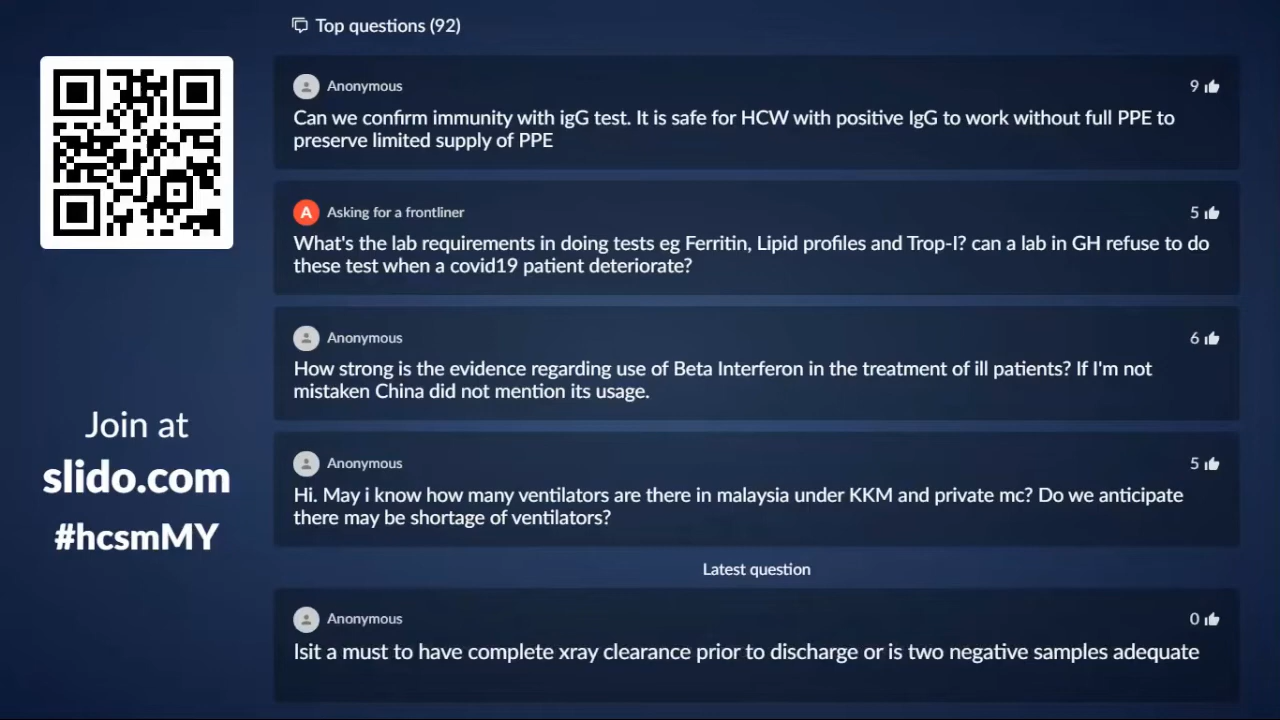 Top questions (92)
Anonymous
9
Can we confirm immunity with igG test. It is safe for HCW with positive IgG to work without full PPE to
preserve limited supply of PPE
A
Asking for a frontliner
5
What's the lab requirements in doing tests eg Ferritin, Lipid profiles and Trop-I? can a lab in GH refuse to do
these test when a covid19 patient deteriorate?
Anonymous
6
How strong is the evidence regarding use of Beta Interferon in the treatment of ill patients? If I'm not
mistaken China did not mention its usage.
Anonymous
5
Hi. May i know how many ventilators are there in malaysia under KKM and private mc? Do we anticipate
there may be shortage of ventilators?
Latest question
Anonymous
0
Isit a must to have complete xray clearance prior to discharge or is two negative samples adequate
Join at
slido.com
#hcsmMY